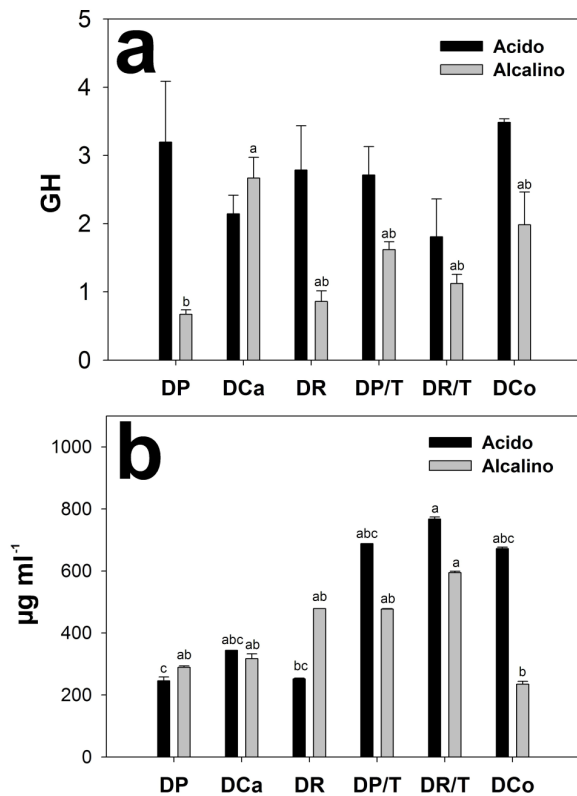 a
Acido
Alcalino
GH
5
4
3
2
1
0
a
b
ab
ab
ab
ab
DP DCa DR DP/T DR/T DCo
b
Acido
Alcalino
µg ml⁻¹
1000
800
600
400
200
0
c ab
abc ab
bc ab
abc ab
a a
abc b
DP DCa DR DP/T DR/T DCo